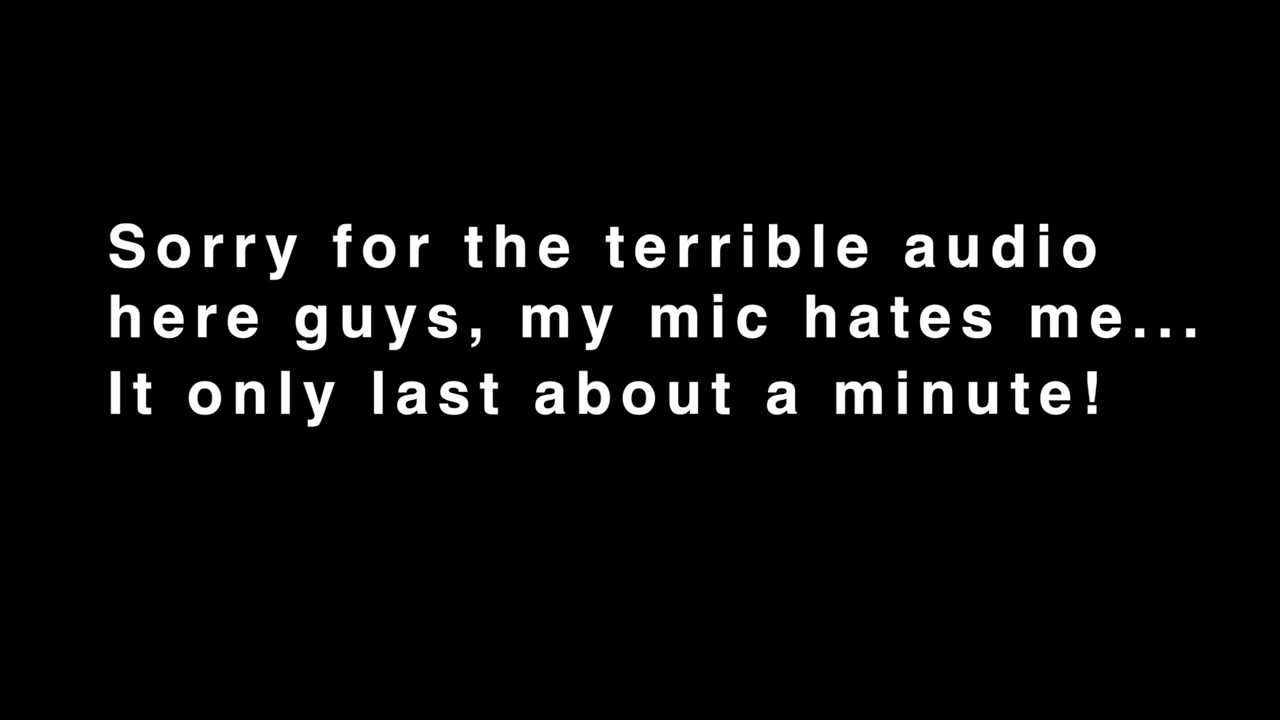 Sorry for the terrible audio
here guys, my mic hates me...
It only last about a minute!